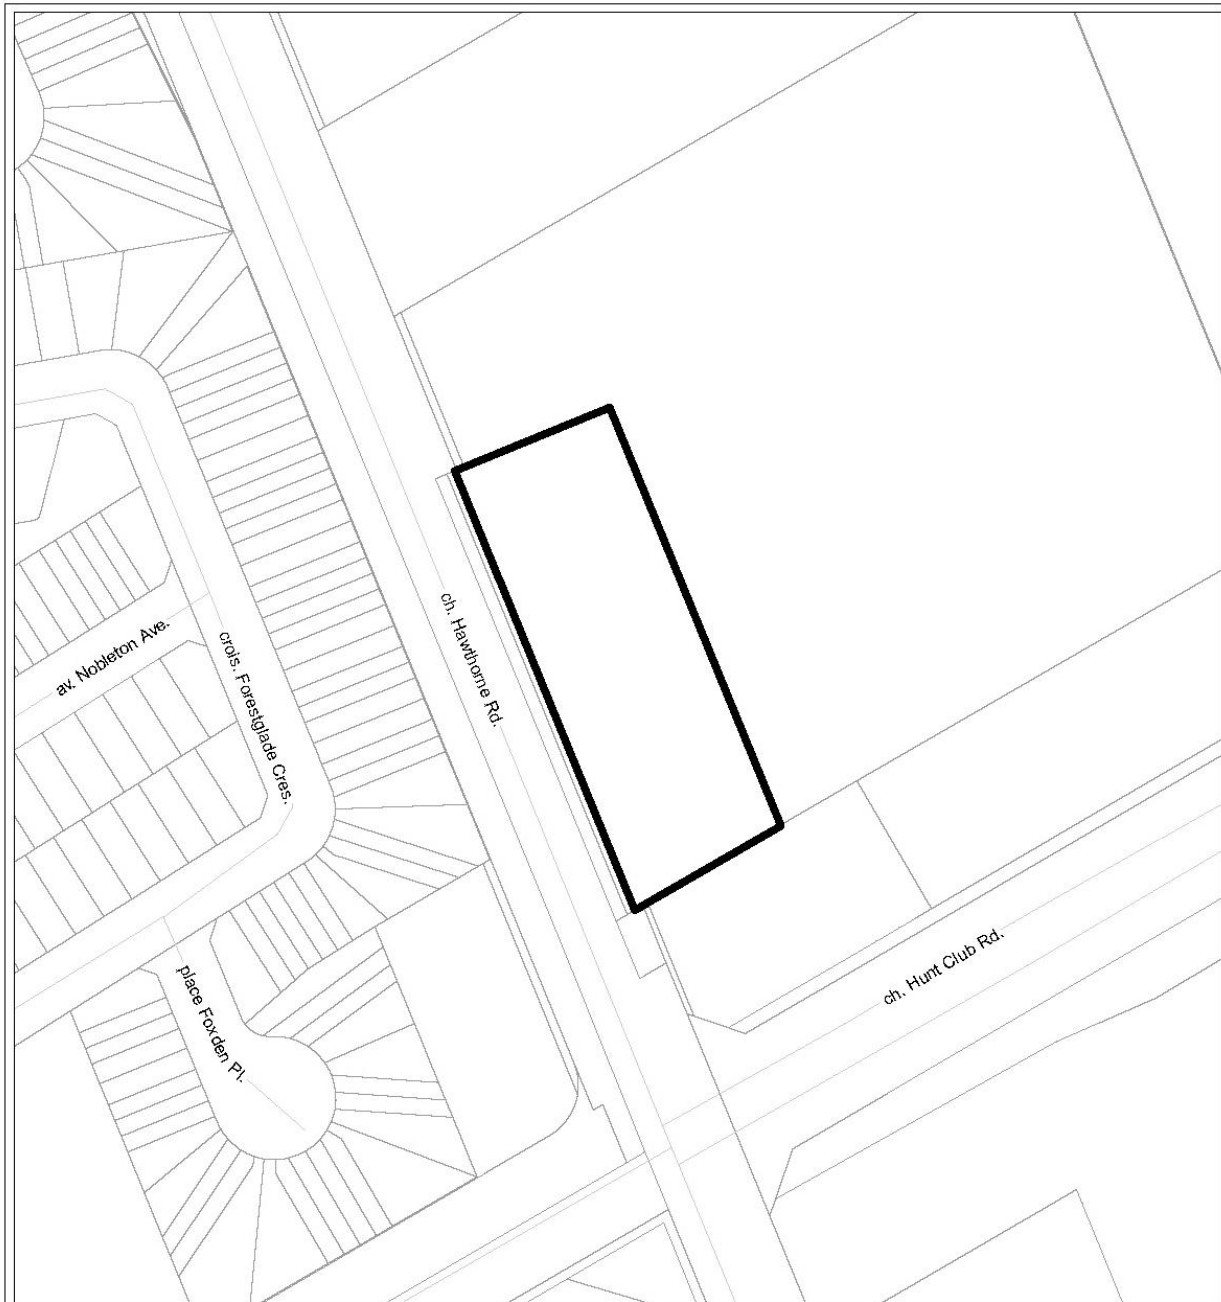 ch. Hawthorne Rd.
av. Nobleton Ave.
crois. Forestglade Cres.
ch. Hunt Club Rd.
place Foxden Pl.